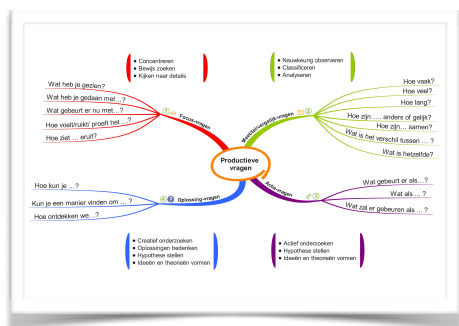 • Concentreren
• Bewijs zoeken
• Kijken naar details
• Nauwkeurig observeren
• Classificeren
• Analyseren
Wat heb je gezien?
Wat heb je gedaan met...?
Wat gebeurt er nu met...?
Hoe voelt/ruikt/ proeft het ... ?
Hoe ziet ... eruit?
① Focus-vragen
Meet/tel/vergelijk-vragen ②
Hoe vaak?
Hoe veel?
Hoe lang?
Hoe zijn .... anders of gelijk?
Hoe zijn... samen?
Wat is het verschil tussen ... ?
Wat is hetzelfde?
Productieve
vragen
Hoe kun je ...?
Kun je een manier vinden om ... ?
Hoe ontdekken we...?
④ ? Oplossing-vragen
Actie-vragen ③
Wat gebeurt er als...?
Wat als ... ?
Wat zal er gebeuren als ... ?
• Creatief onderzoeken
• Oplossingen bedenken
• Hypothese stellen
• Ideeën en theorieën vormen
• Actief onderzoeken
• Hypothese stellen
• Ideeën en theorieën vormen